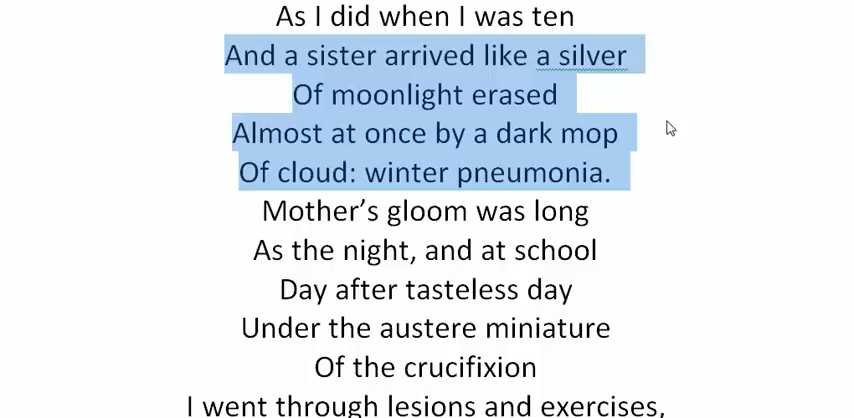 As I did when I was ten
And a sister arrived like a silver
Of moonlight erased
Almost at once by a dark mop
Of cloud: winter pneumonia.
Mother’s gloom was long
As the night, and at school
Day after tasteless day
Under the austere miniature
Of the crucifixion
I went through lesions and exercises,